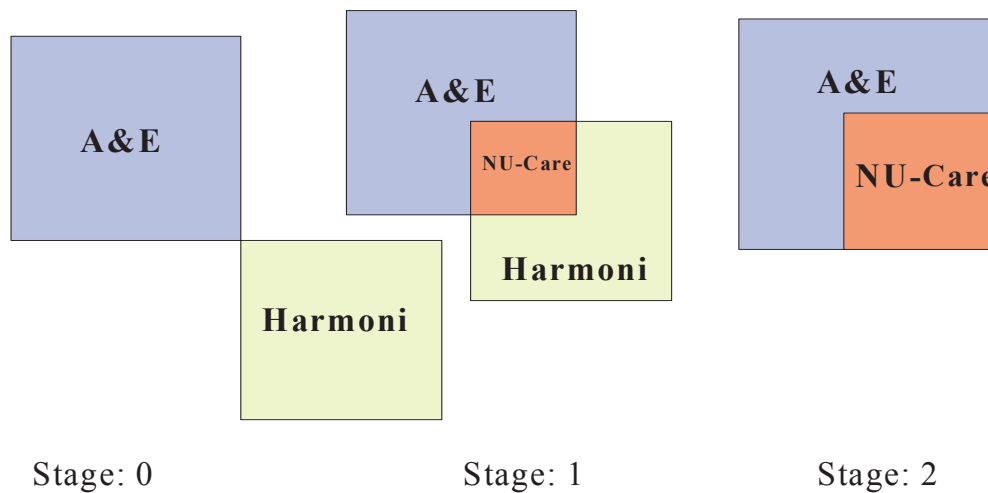 A&E
Harmoni
A&E
NU-Care
Harmoni
A&E
NU-Care
Stage: 0
Stage: 1
Stage: 2